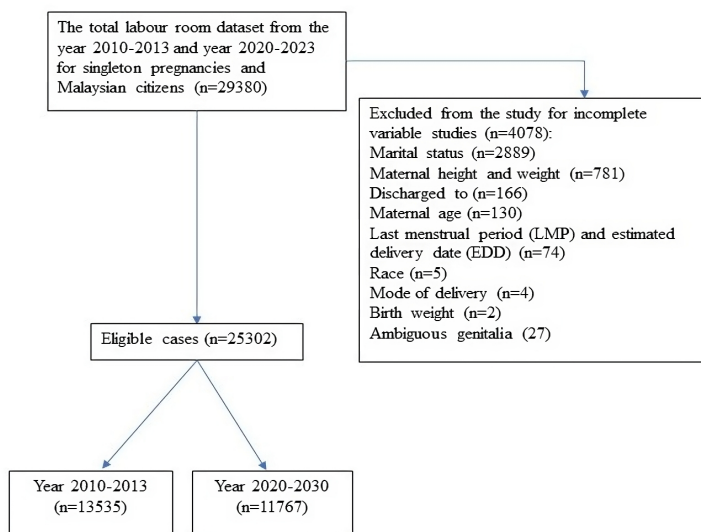 The total labour room dataset from the
year 2010-2013 and year 2020-2023
for singleton pregnancies and
Malaysian citizens (n=29380)
Excluded from the study for incomplete
variable studies (n=4078):
Marital status (n=2889)
Maternal height and weight (n=781)
Discharged to (n=166)
Maternal age (n=130)
Last menstrual period (LMP) and estimated
delivery date (EDD) (n=74)
Race (n=5)
Mode of delivery (n=4)
Birth weight (n=2)
Ambiguous genitalia (27)
Eligible cases (n=25302)
Year 2010-2013
(n=13535)
Year 2020-2030
(n=11767)